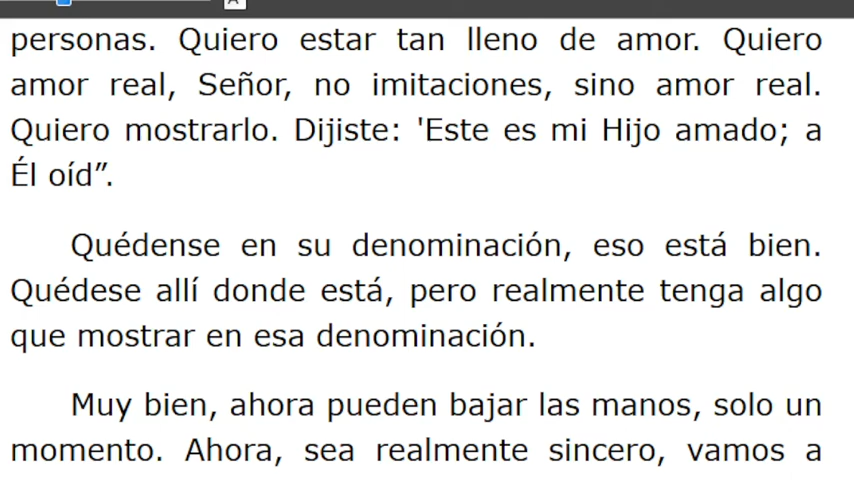 personas. Quiero estar tan lleno de amor. Quiero
amor real, Señor, no imitaciones, sino amor real.
Quiero mostrarlo. Dijiste: 'Este es mi Hijo amado; a
Él oíd”.
Quédense en su denominación, eso está bien.
Quédese allí donde está, pero realmente tenga algo
que mostrar en esa denominación.
Muy bien, ahora pueden bajar las manos, solo un
momento. Ahora, sea realmente sincero, vamos a